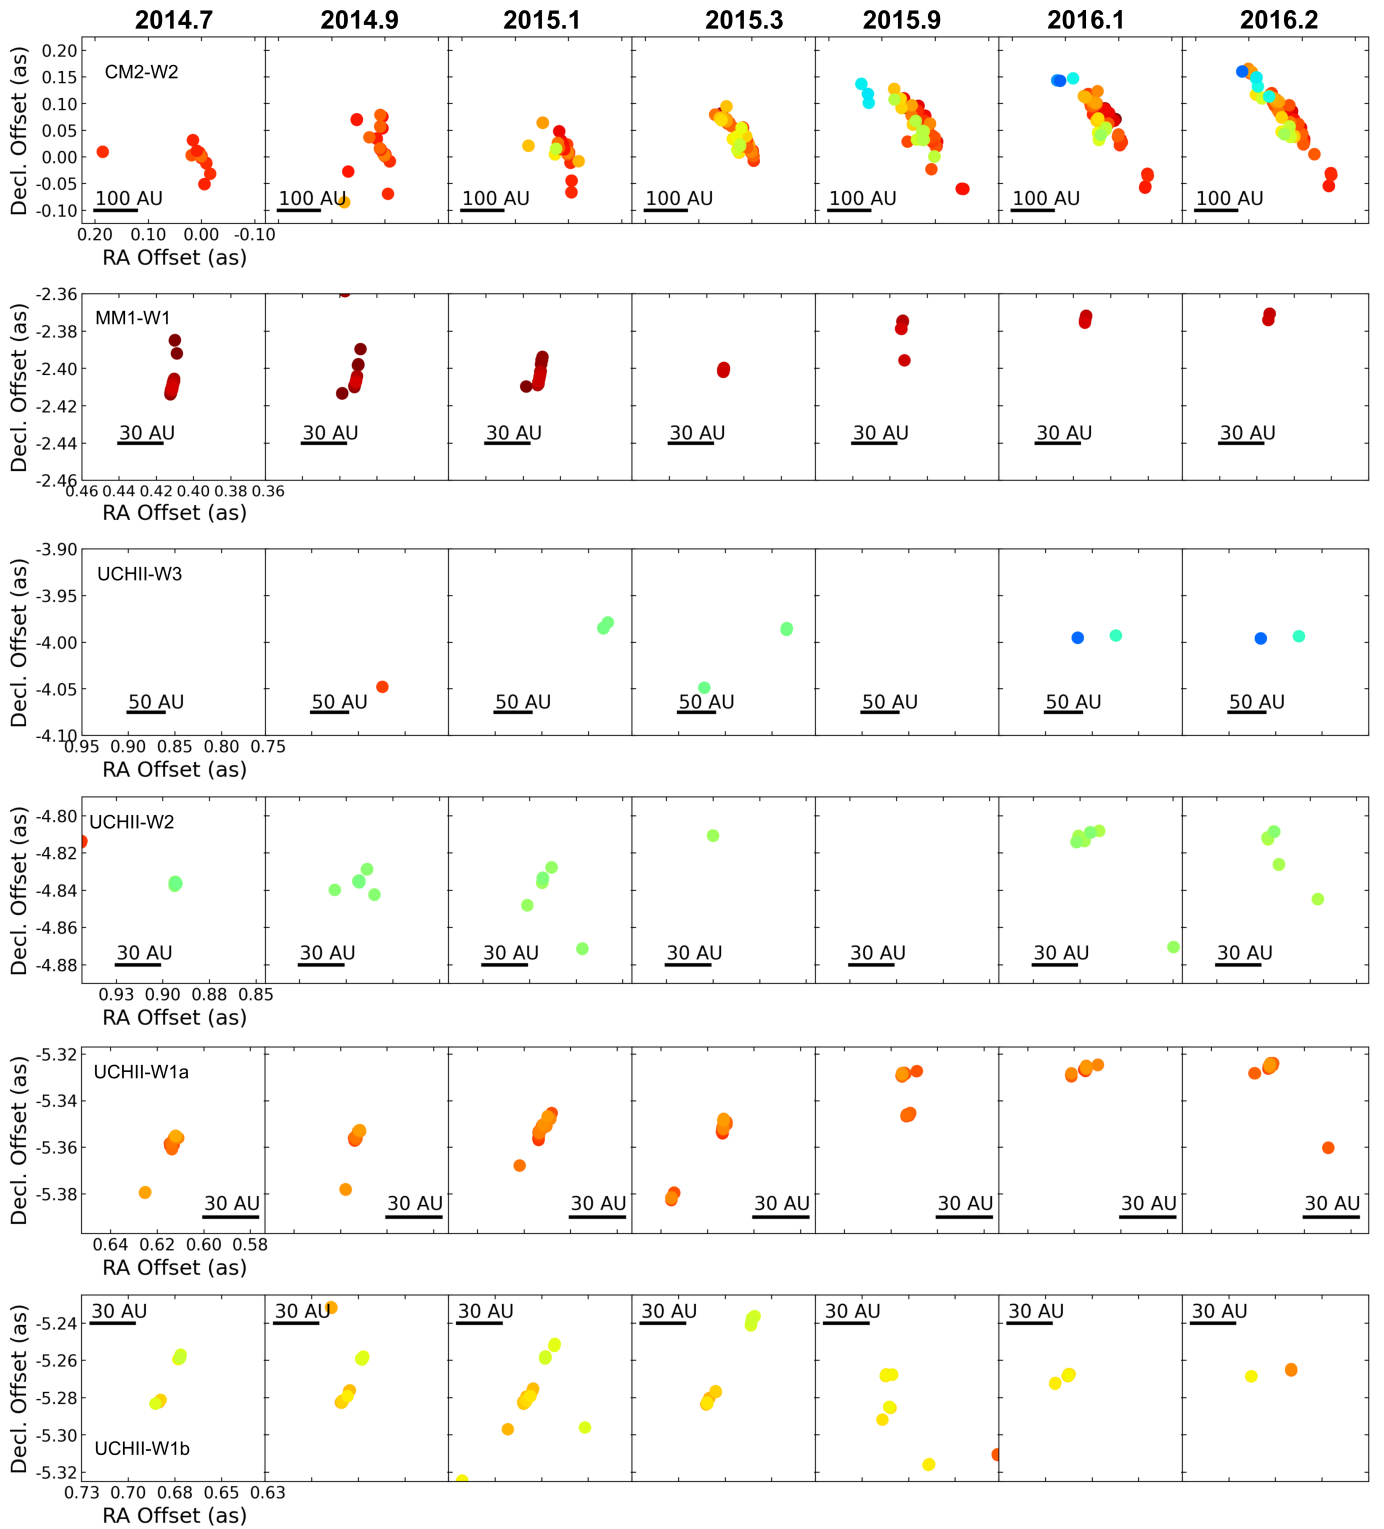 2014.7 2014.9 2015.1 2015.3 2015.9 2016.1 2016.2
Decl. Offset (as)
0.20
0.15
0.10
0.05
0.00
-0.05
-0.10
CM2-W2
100 AU 100 AU 100 AU 100 AU 100 AU 100 AU 100 AU
0.20 0.10 0.00 -0.10
RA Offset (as)
Decl. Offset (as)
-2.36
-2.38
-2.40
-2.42
-2.44
-2.46
MM1-W1
30 AU 30 AU 30 AU 30 AU 30 AU 30 AU 30 AU
0.46 0.44 0.42 0.40 0.38 0.36
RA Offset (as)
Decl. Offset (as)
-3.90
-3.95
-4.00
-4.05
-4.10
UCHII-W3
50 AU 50 AU 50 AU 50 AU 50 AU 50 AU 50 AU
0.95 0.90 0.85 0.80 0.75
RA Offset (as)
Decl. Offset (as)
-4.80
-4.82
-4.84
-4.86
-4.88
UCHII-W2
30 AU 30 AU 30 AU 30 AU 30 AU 30 AU 30 AU
0.93 0.90 0.88 0.85
RA Offset (as)
Decl. Offset (as)
-5.32
-5.34
-5.36
-5.38
UCHII-W1a
30 AU 30 AU 30 AU 30 AU 30 AU 30 AU 30 AU
0.64 0.62 0.60 0.58
RA Offset (as)
Decl. Offset (as)
-5.24
-5.26
-5.28
-5.30
-5.32
30 AU 30 AU 30 AU 30 AU 30 AU 30 AU 30 AU
UCHII-W1b
0.73 0.70 0.68 0.65 0.63
RA Offset (as)